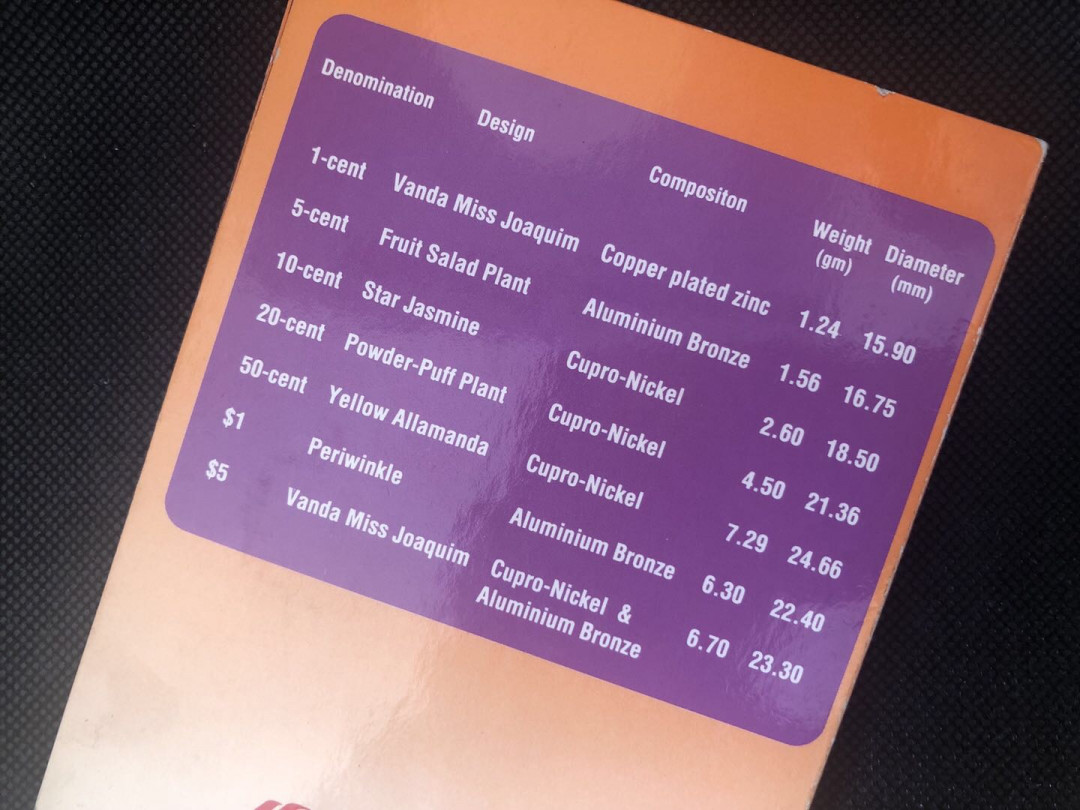 Denomination Design Compositon Weight (gm) Diameter (mm)
1-cent Vanda Miss Joaquim Copper plated zinc 1.24 15.90
5-cent Fruit Salad Plant Aluminium Bronze 1.56 16.75
10-cent Star Jasmine Cupro-Nickel 2.60 18.50
20-cent Powder-Puff Plant Cupro-Nickel 4.50 21.36
50-cent Yellow Allamanda Cupro-Nickel 7.29 24.66
$1 Periwinkle Aluminium Bronze 6.30 22.40
$5 Vanda Miss Joaquim Cupro-Nickel & 6.70 23.30
Aluminium Bronze